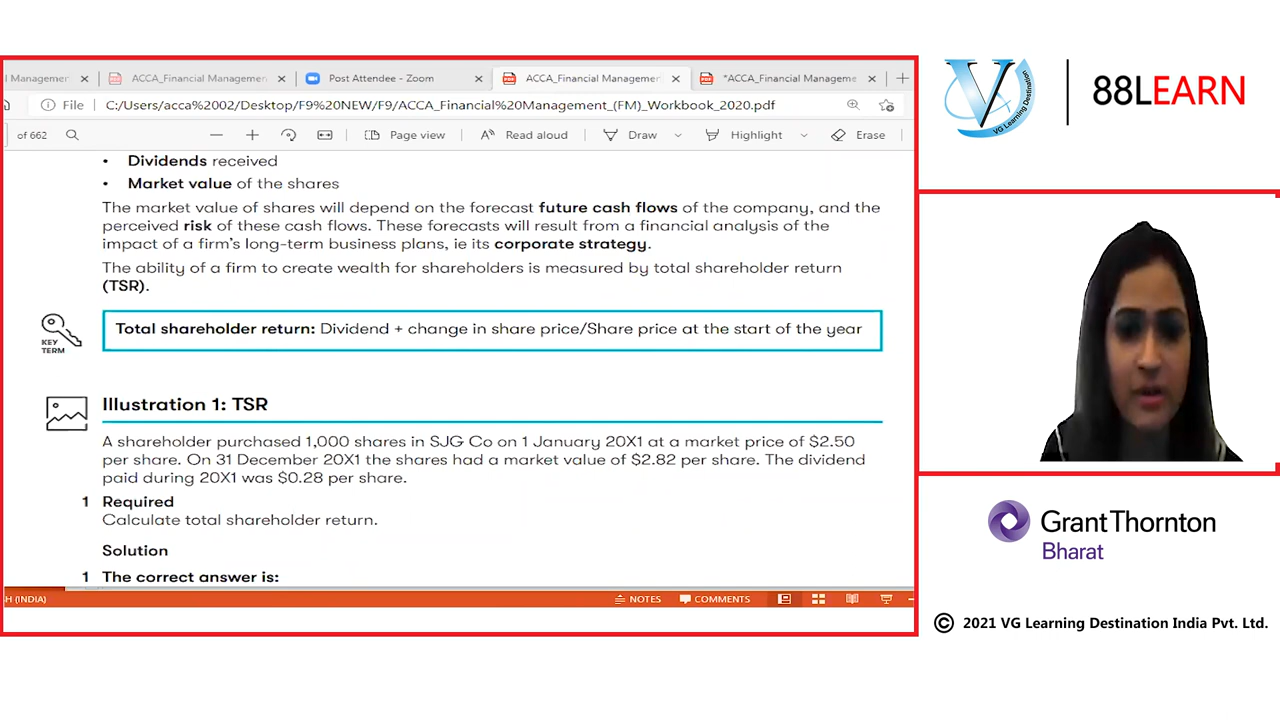 l Managemen
ACCA_Financial Managemen
Post Attendee - Zoom
ACCA_Financial Managemen
*ACCA_Financial Manageme
File C:/Users/acca%2002/Desktop/F9%20NEW/F9/ACCA_Financial%20Management_(FM)_Workbook_2020.pdf
of 662 Page view Read aloud Draw Highlight Erase
• Dividends received
• Market value of the shares
The market value of shares will depend on the forecast future cash flows of the company, and the
perceived risk of these cash flows. These forecasts will result from a financial analysis of the
impact of a firm's long-term business plans, ie its corporate strategy.
The ability of a firm to create wealth for shareholders is measured by total shareholder return
(TSR).
KEY
TERM
Total shareholder return: Dividend + change in share price/Share price at the start of the year
Illustration 1: TSR
A shareholder purchased 1,000 shares in SJG Co on 1 January 20X1 at a market price of $2.50
per share. On 31 December 20X1 the shares had a market value of $2.82 per share. The dividend
paid during 20X1 was $0.28 per share.
1 Required
Calculate total shareholder return.
Solution
1 The correct answer is:
H (INDIA) NOTES COMMENTS
V
VG Learning Destination
88LEARN
GrantThornton
Bharat
© 2021 VG Learning Destination India Pvt. Ltd.